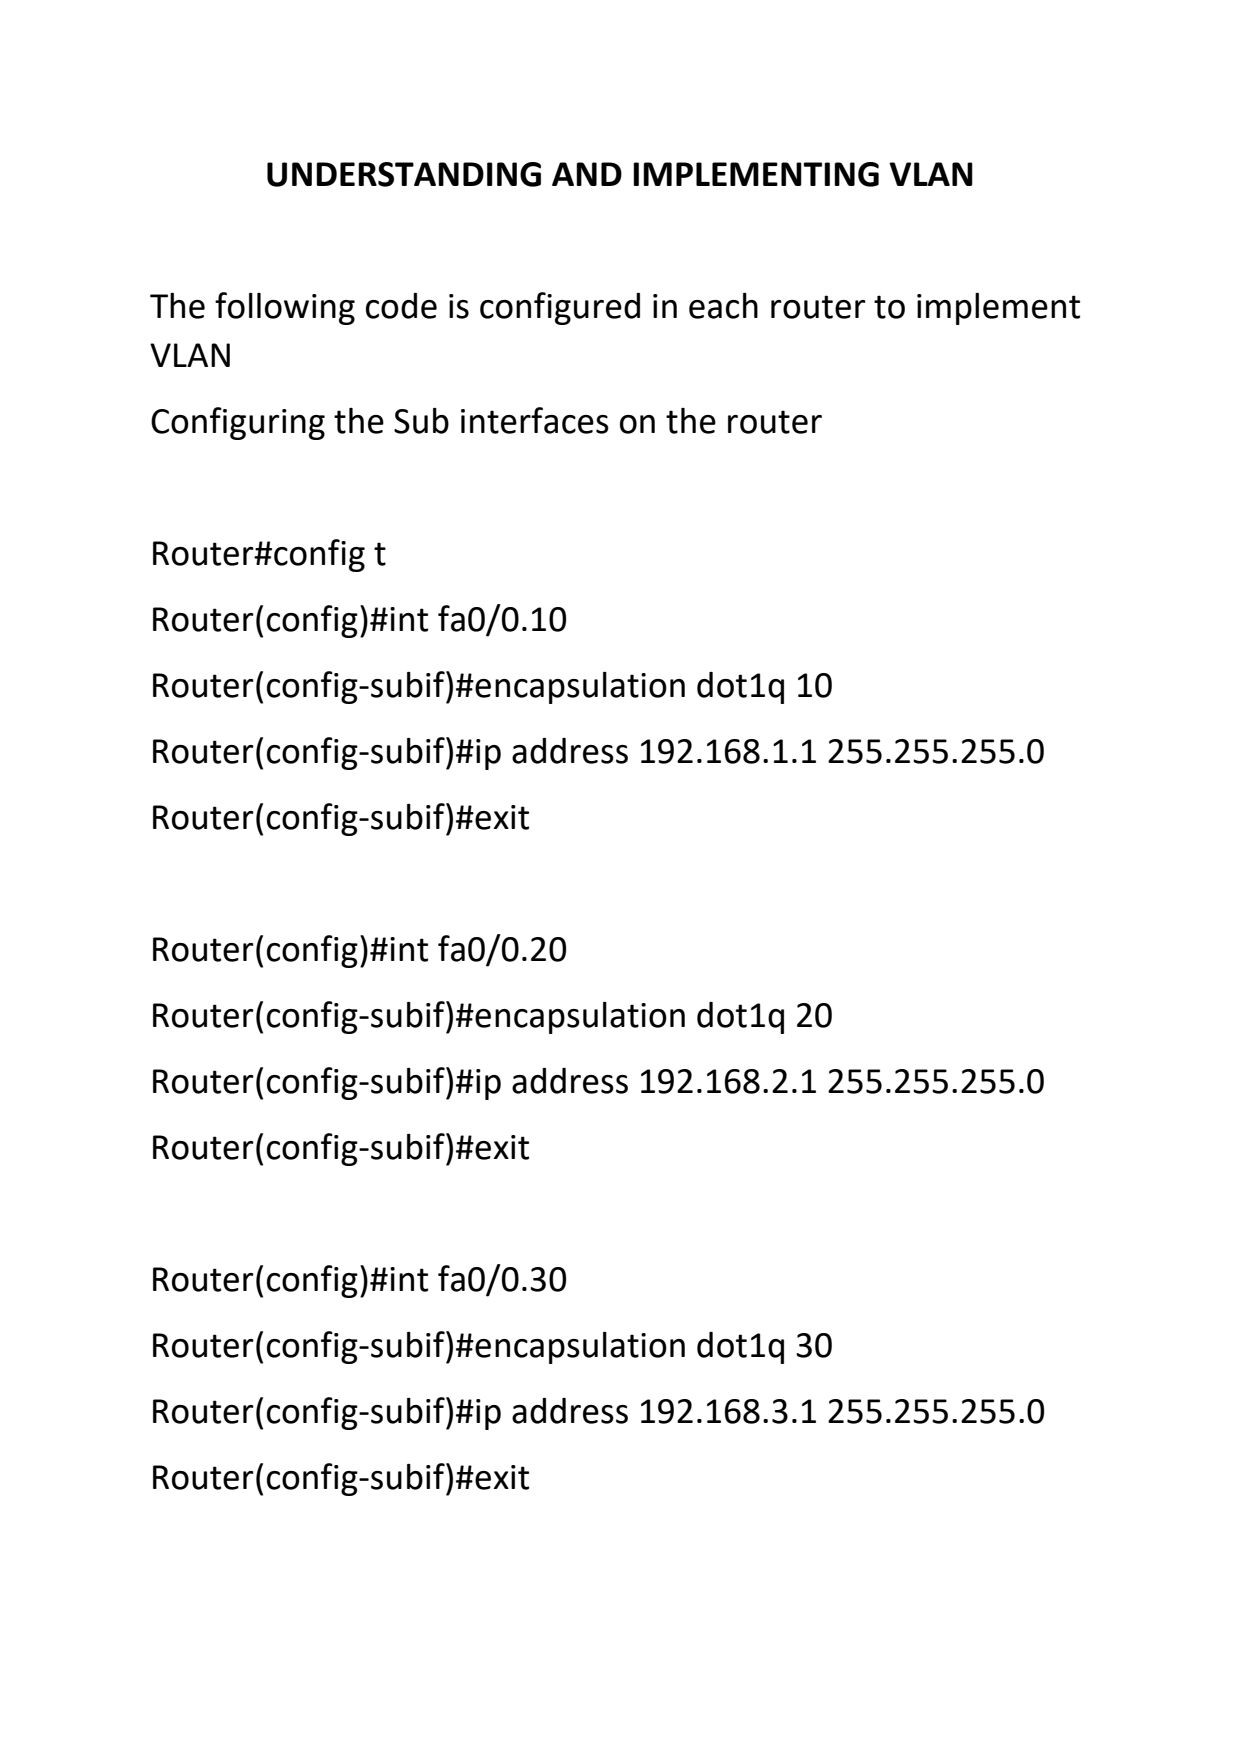 UNDERSTANDING AND IMPLEMENTING VLAN
The following code is configured in each router to implement
VLAN
Configuring the Sub interfaces on the router
Router#config t
Router(config)#int fa0/0.10
Router(config-subif)#encapsulation dot1q 10
Router(config-subif)#ip address 192.168.1.1 255.255.255.0
Router(config-subif)#exit
Router(config)#int fa0/0.20
Router(config-subif)#encapsulation dot1q 20
Router(config-subif)#ip address 192.168.2.1 255.255.255.0
Router(config-subif)#exit
Router(config)#int fa0/0.30
Router(config-subif)#encapsulation dot1q 30
Router(config-subif)#ip address 192.168.3.1 255.255.255.0
Router(config-subif)#exit